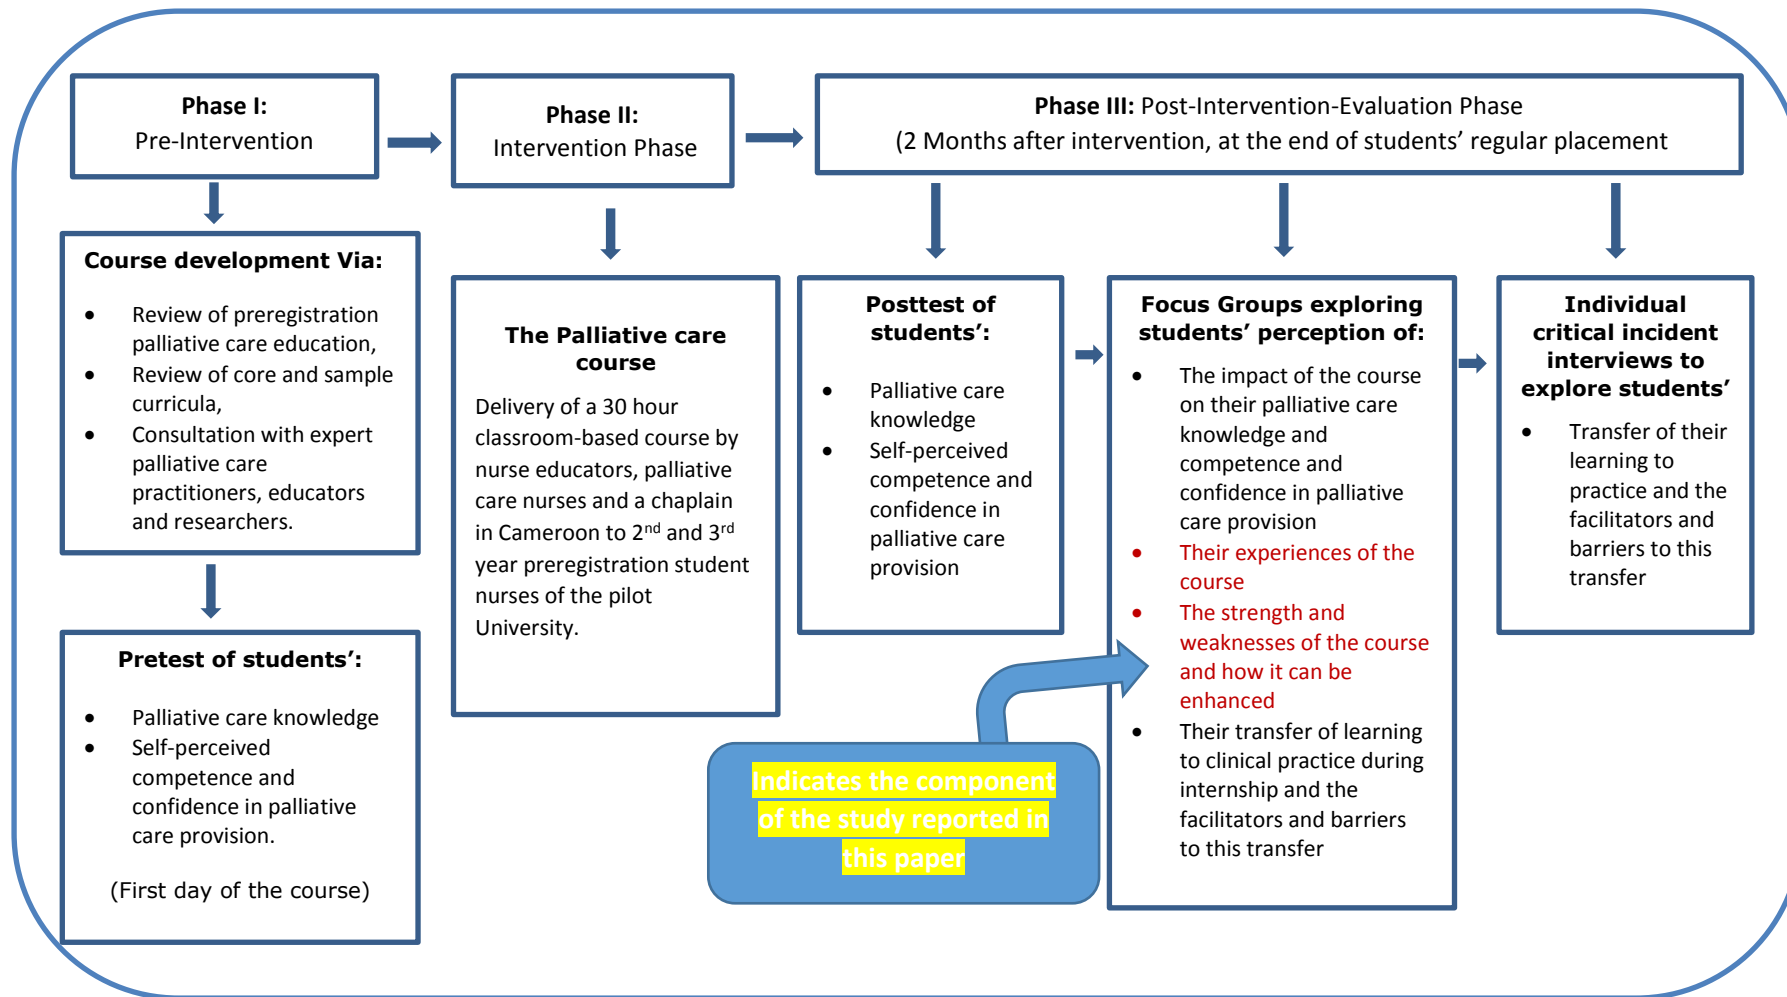 Phase I:
Pre-Intervention
Phase II:
Intervention Phase
Phase III: Post-Intervention-Evaluation Phase
(2 Months after intervention, at the end of students’ regular placement
Course development Via:
• Review of preregistration
palliative care education,
• Review of core and sample
curricula,
• Consultation with expert
palliative care
practitioners, educators
and researchers.
Pretest of students’:
• Palliative care knowledge
• Self-perceived
competence and
confidence in palliative
care provision.
(First day of the course)
The Palliative care
course
Delivery of a 30 hour
classroom-based course by
nurse educators, palliative
care nurses and a chaplain
in Cameroon to 2nd and 3rd
year preregistration student
nurses of the pilot
University.
Posttest of
students’:
• Palliative care
knowledge
• Self-perceived
competence and
confidence in
palliative care
provision
Focus Groups exploring
students’ perception of:
• The impact of the course
on their palliative care
knowledge and
competence and
confidence in palliative
care provision
• Their experiences of the
course
• The strength and
weaknesses of the course
and how it can be
enhanced
• Their transfer of learning
to clinical practice during
internship and the
facilitators and barriers
to this transfer
Individual
critical incident
interviews to
explore students’
• Transfer of their
learning to
practice and the
facilitators and
barriers to this
transfer
Indicates the component
of the study reported in
this paper